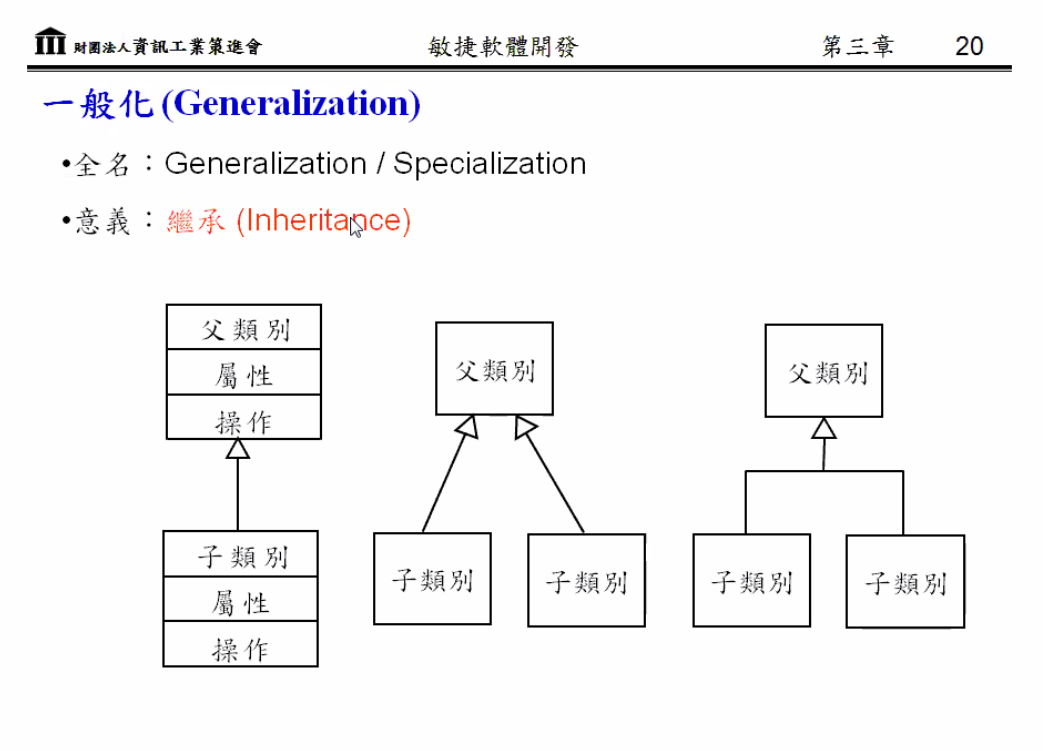 財團法人資訊工業策進會 敏捷軟體開發 第三章 20
一般化 (Generalization)
•全名：Generalization / Specialization
•意義：繼承 (Inheritance)
父類別
屬性
操作
子類別
屬性
操作
父類別
子類別 子類別
父類別
子類別 子類別